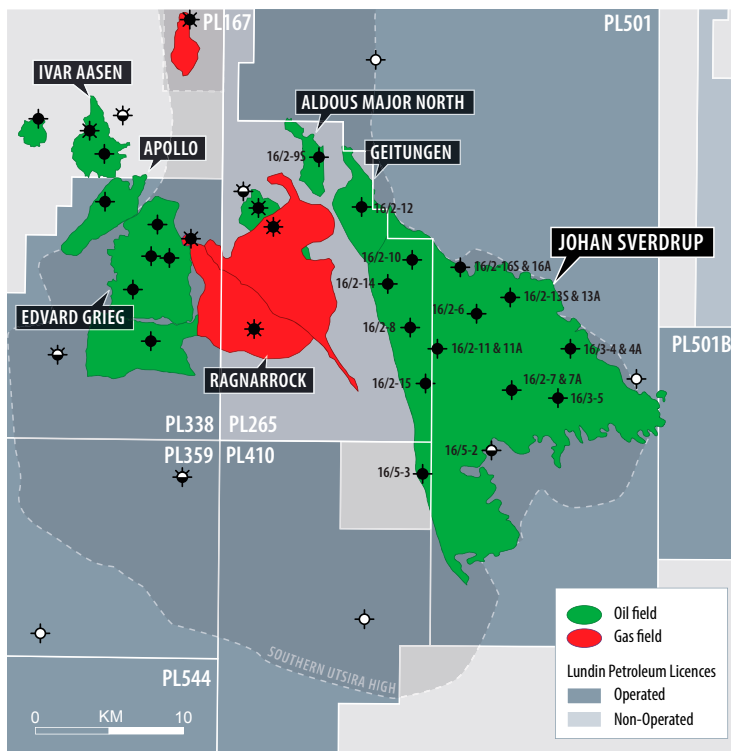 PL167
PL501
IVAR AASEN
ALDOUS MAJOR NORTH
APOLLO
GEITUNGEN
16/2-9S
16/2-12
JOHAN SVERDRUP
16/2-10
16/2-16S & 16A
16/2-14
16/2-13S & 13A
16/2-6
EDVARD GRIEG
16/2-8
PL501B
16/2-11 & 11A
16/3-4 & 4A
RAGNARROCK
16/2-15
16/2-7 & 7A
16/3-5
PL338
PL265
PL359
PL410
16/5-2
16/5-3
SOUTHERN UTSIRA HIGH
PL544
0 KM 10
Oil field
Gas field
Lundin Petroleum Licences
Operated
Non-Operated